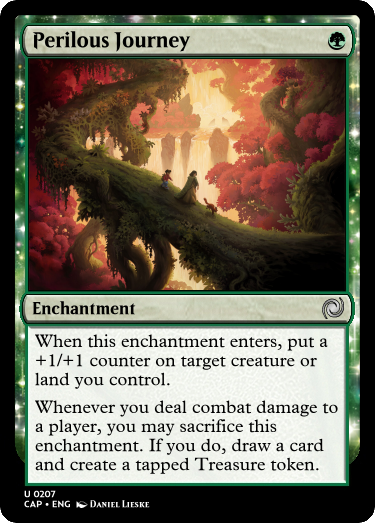 Perilous Journey
Enchantment
When this enchantment enters, put a
+1/+1 counter on target creature or
land you control.
Whenever you deal combat damage to
a player, you may sacrifice this
enchantment. If you do, draw a card
and create a tapped Treasure token.
U 0207
CAP • ENG Daniel Lieske